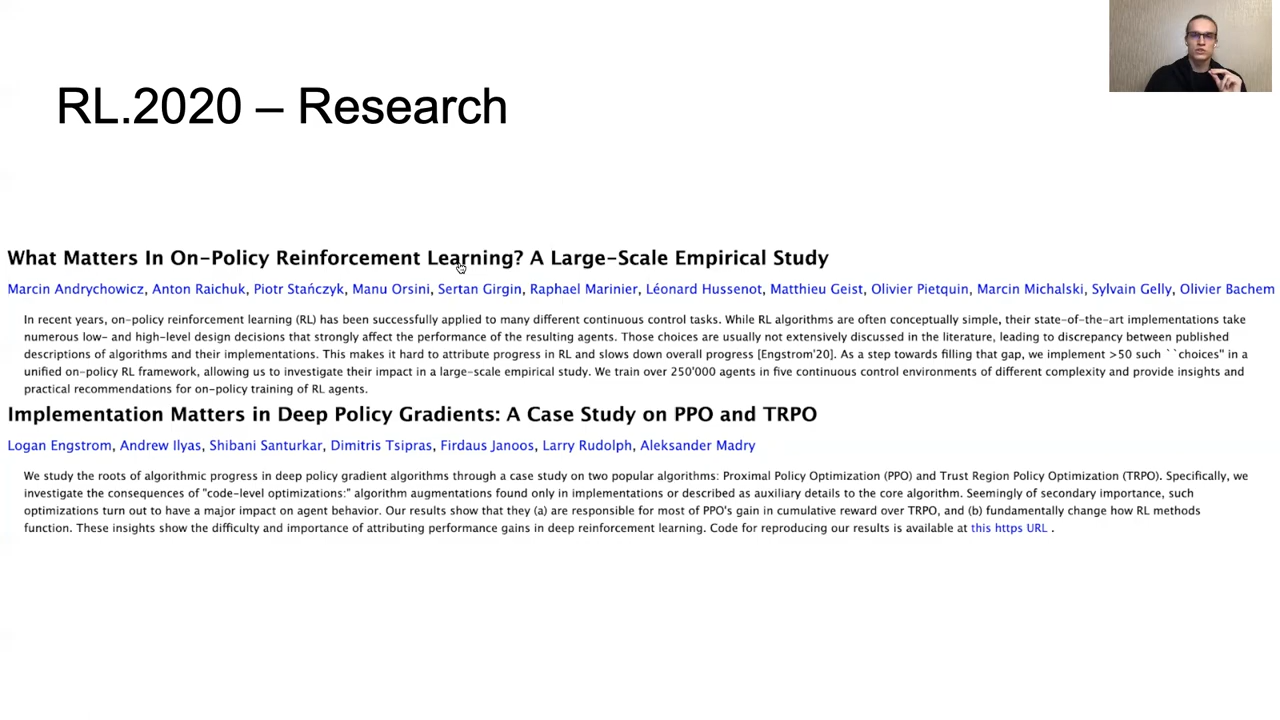 RL.2020 – Research
What Matters In On-Policy Reinforcement Learning? A Large-Scale Empirical Study
Marcin Andrychowicz, Anton Raichuk, Piotr Stańczyk, Manu Orsini, Sertan Girgin, Raphael Marinier, Léonard Hussenot, Matthieu Geist, Olivier Pietquin, Marcin Michalski, Sylvain Gelly, Olivier Bachem
In recent years, on-policy reinforcement learning (RL) has been successfully applied to many different continuous control tasks. While RL algorithms are often conceptually simple, their state-of-the-art implementations take
numerous low- and high-level design decisions that strongly affect the performance of the resulting agents. Those choices are usually not extensively discussed in the literature, leading to discrepancy between published
descriptions of algorithms and their implementations. This makes it hard to attribute progress in RL and slows down overall progress [Engstrom'20]. As a step towards filling that gap, we implement >50 such ``choices'' in a
unified on-policy RL framework, allowing us to investigate their impact in a large-scale empirical study. We train over 250'000 agents in five continuous control environments of different complexity and provide insights and
practical recommendations for on-policy training of RL agents.
Implementation Matters in Deep Policy Gradients: A Case Study on PPO and TRPO
Logan Engstrom, Andrew Ilyas, Shibani Santurkar, Dimitris Tsipras, Firdaus Janoos, Larry Rudolph, Aleksander Madry
We study the roots of algorithmic progress in deep policy gradient algorithms through a case study on two popular algorithms: Proximal Policy Optimization (PPO) and Trust Region Policy Optimization (TRPO). Specifically, we
investigate the consequences of "code-level optimizations:" algorithm augmentations found only in implementations or described as auxiliary details to the core algorithm. Seemingly of secondary importance, such
optimizations turn out to have a major impact on agent behavior. Our results show that they (a) are responsible for most of PPO's gain in cumulative reward over TRPO, and (b) fundamentally change how RL methods
function. These insights show the difficulty and importance of attributing performance gains in deep reinforcement learning. Code for reproducing our results is available at this https URL .